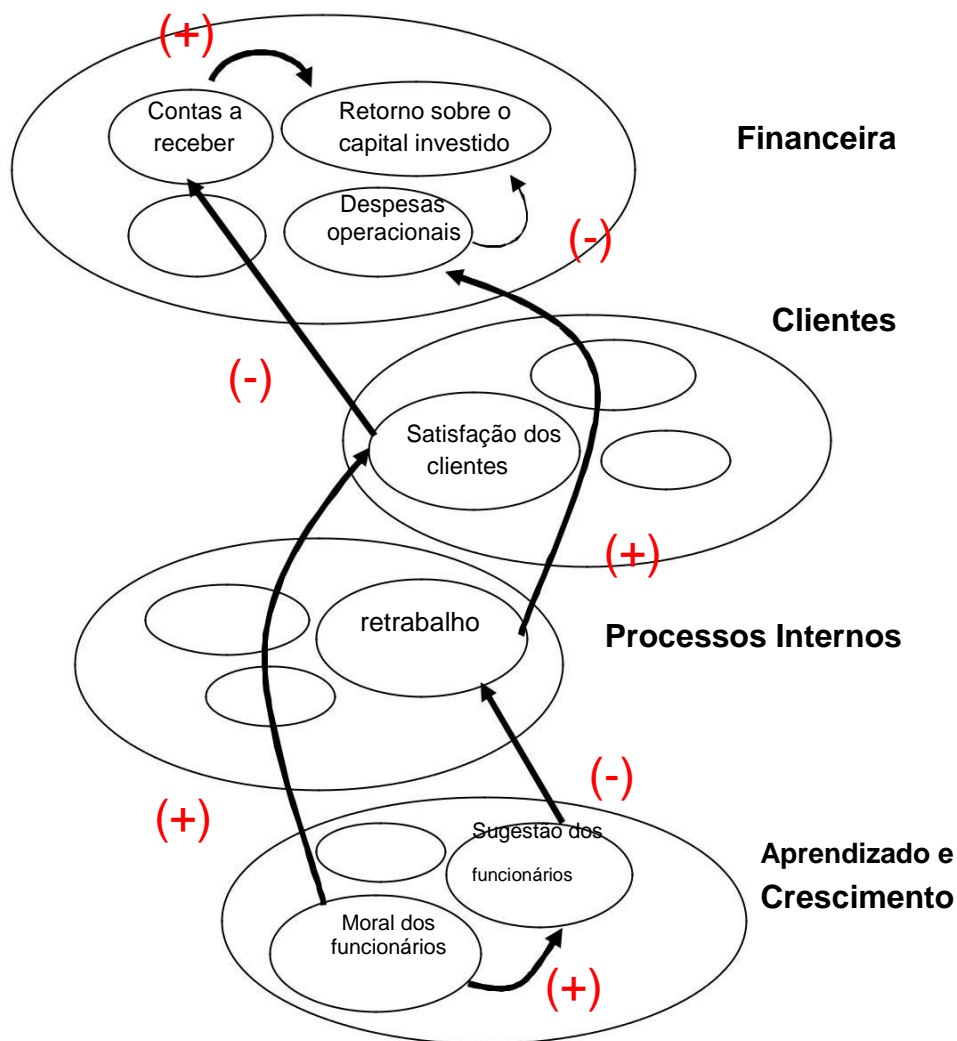 (+)
Contas a
receber
Retorno sobre o
capital investido
Financeira
Despesas
operacionais
(-)
Clientes
(-)
Satisfação dos
clientes
(+)
retrabalho
Processos Internos
(-)
(+)
Sugestão dos
funcionários
Aprendizado e
Crescimento
Moral dos
funcionários
(+)